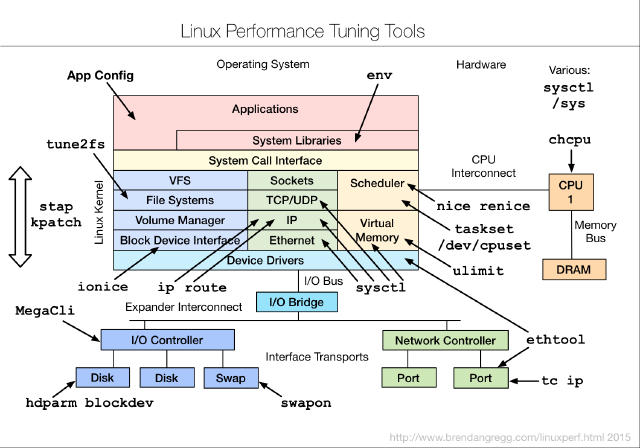 Linux Performance Tuning Tools
Operating System
Hardware
Various:
sysctl
/sys
App Config
env
Applications
System Libraries
System Call Interface
chcpu
tune2fs
stap
kpatch
Linux Kernel
VFS
Sockets
Scheduler
File Systems
TCP/UDP
Volume Manager
IP
Virtual
Memory
Block Device Interface
Ethernet
Device Drivers
CPU
Interconnect
CPU
1
nice renice
taskset
/dev/cpuset
ulimit
Memory
Bus
DRAM
ionice
ip route
I/O Bus
sysctl
Expander Interconnect
I/O Bridge
MegaCli
I/O Controller
Network Controller
ethtool
Interface Transports
Disk
Disk
Swap
Port
Port
tc ip
hdparm blockdev
swapon
http://www.brendangregg.com/linuxperf.html 2015